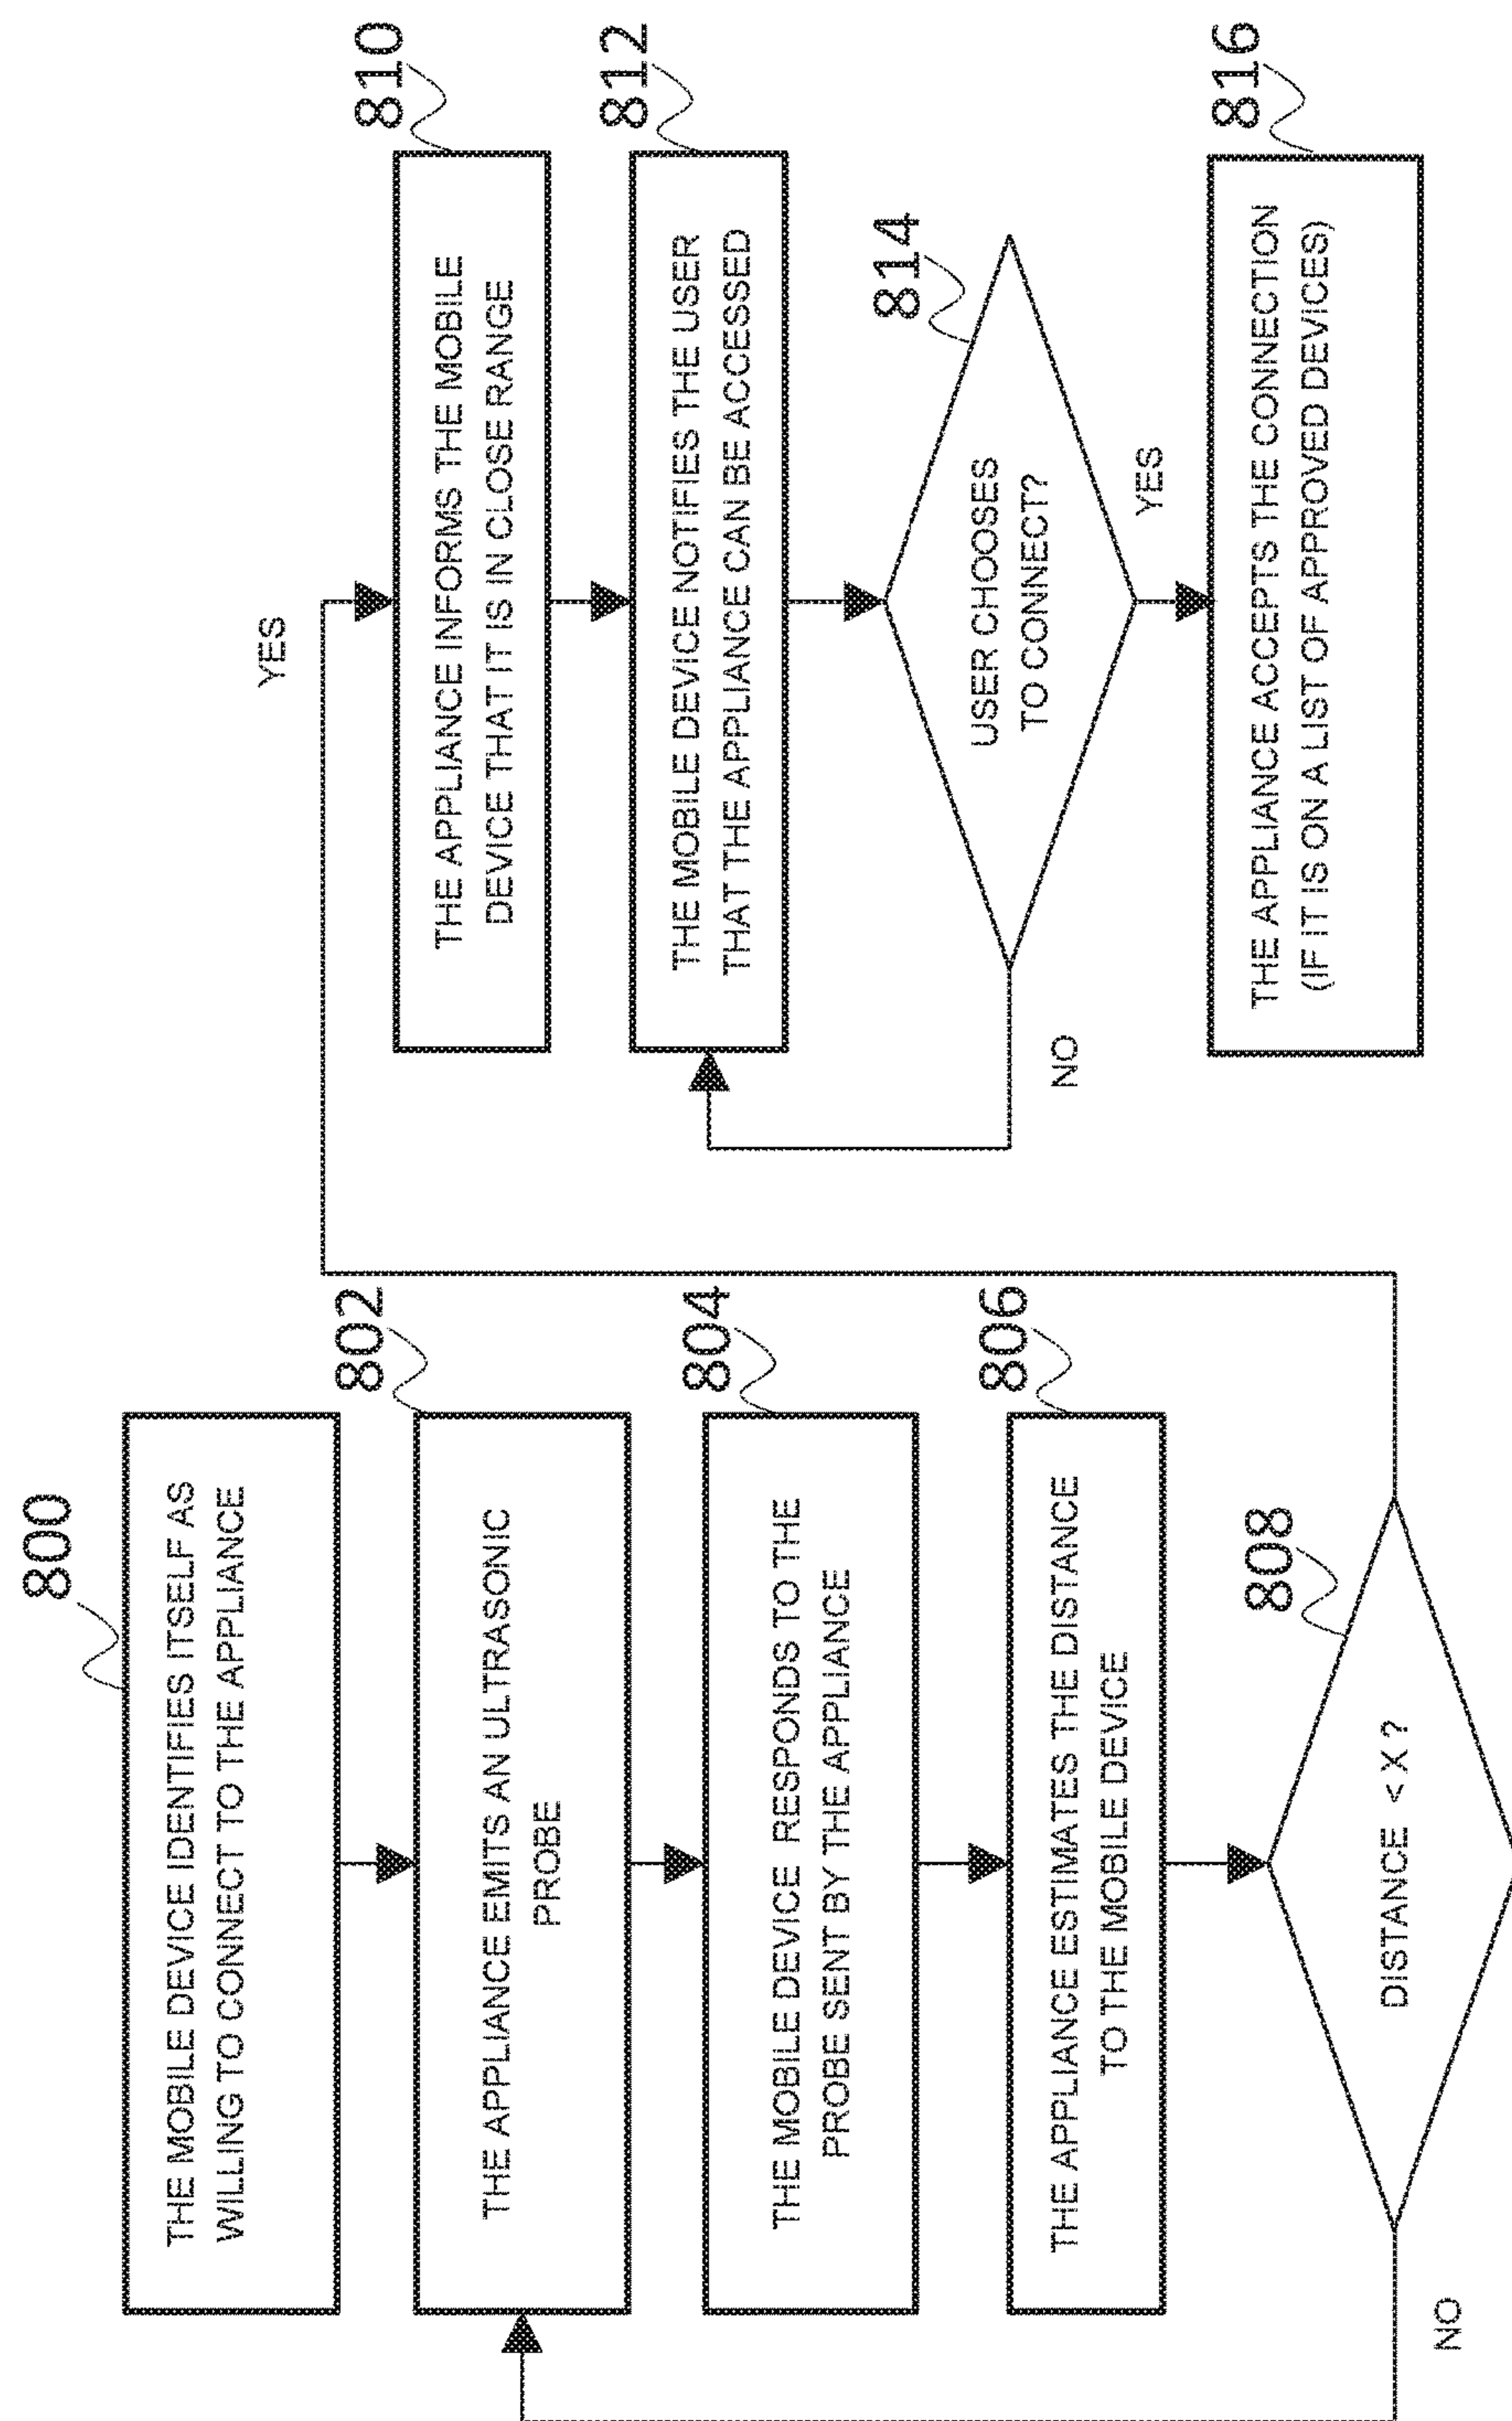 800
THE MOBILE DEVICE IDENTIFIES ITSELF AS
WILLING TO CONNECT TO THE APPLIANCE
802
THE APPLIANCE EMITS AN ULTRASONIC
PROBE
804
THE MOBILE DEVICE RESPONDS TO THE
PROBE SENT BY THE APPLIANCE
806
THE APPLIANCE ESTIMATES THE DISTANCE
TO THE MOBILE DEVICE
808
DISTANCE < X ?
NO
YES
810
THE APPLIANCE INFORMS THE MOBILE
DEVICE THAT IT IS IN CLOSE RANGE
812
THE MOBILE DEVICE NOTIFIES THE USER
THAT THE APPLIANCE CAN BE ACCESSED
814
USER CHOOSES
TO CONNECT?
NO
YES
816
THE APPLIANCE ACCEPTS THE CONNECTION
(IF IT IS ON A LIST OF APPROVED DEVICES)